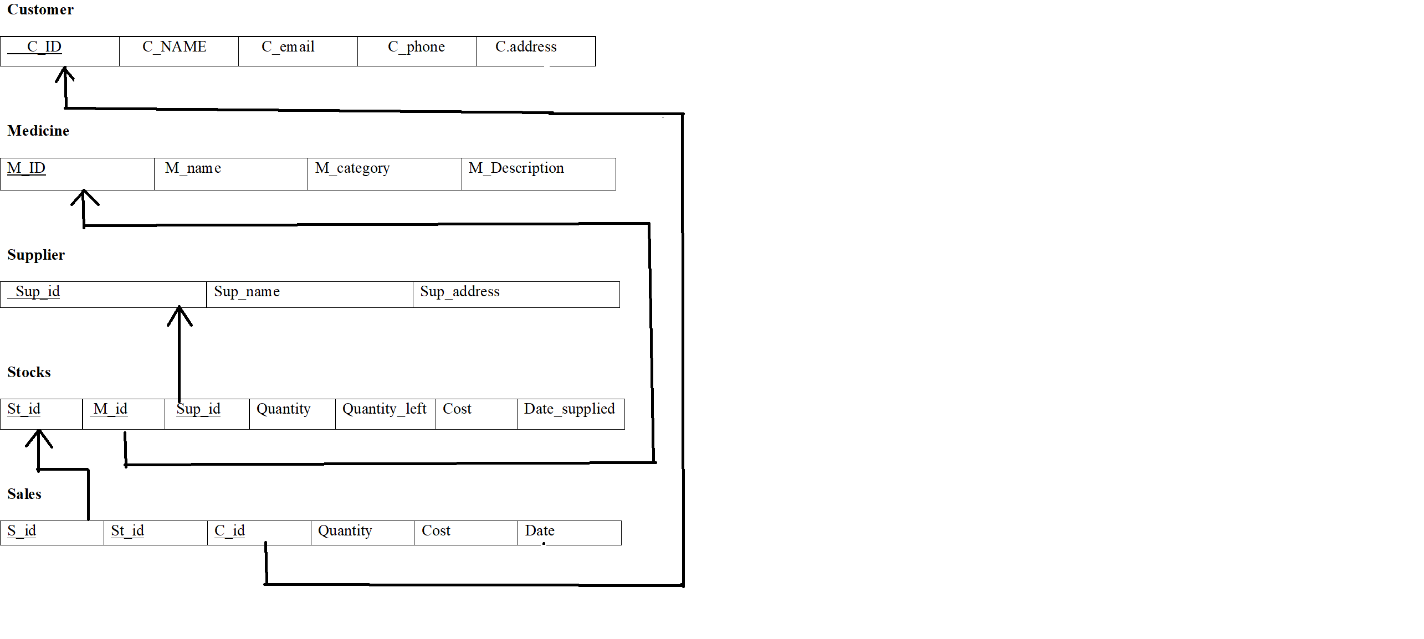 Customer
C_ID C_NAME C_email C_phone C.address
Medicine
M_ID M_name M_category M_Description
Supplier
Sup_id Sup_name Sup_address
Stocks
St_id M_id Sup_id Quantity Quantity_left Cost Date_supplied
Sales
S_id St_id C_id Quantity Cost Date